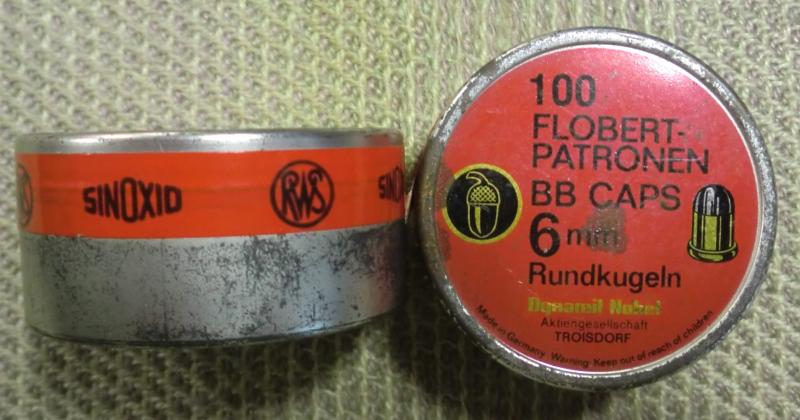 SINOXID
RWS
100
FLOBERT-
PATRONEN
BB CAPS
6 mm
Rundkugeln
Dynamit Nobel
Aktiengesellschaft
TROISDORF
Made in Germany Warning: Keep out of reach of children